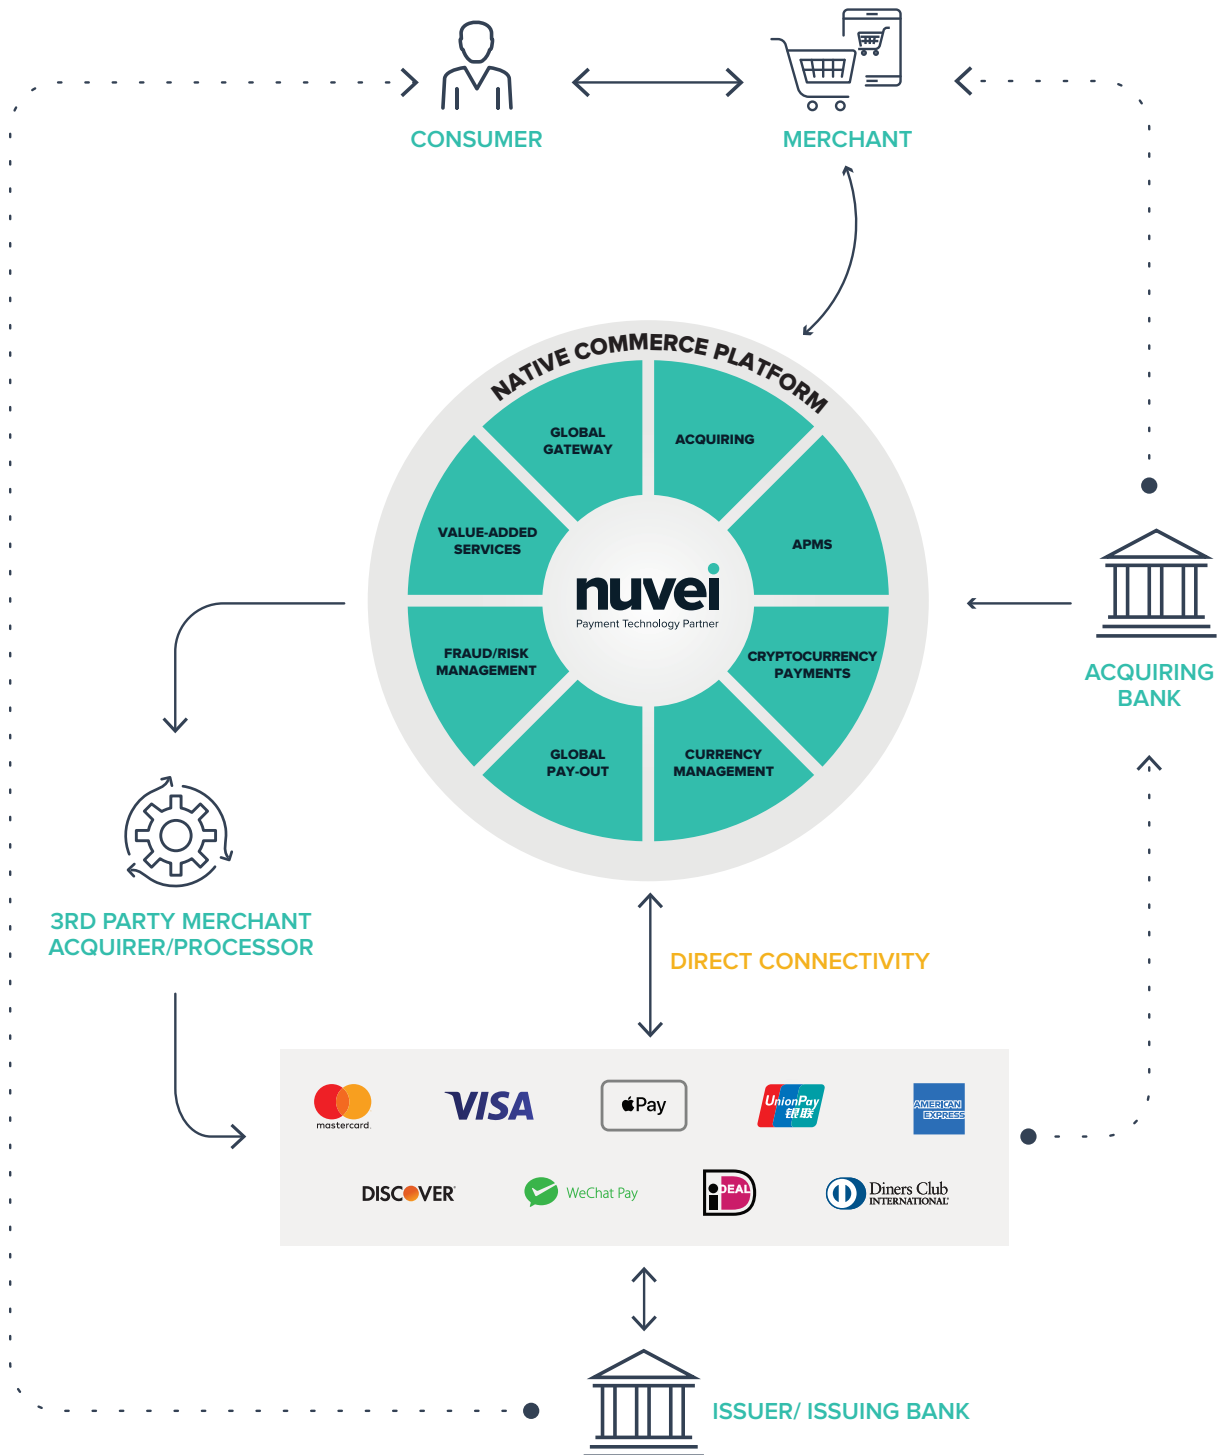 CONSUMER
MERCHANT
NATIVE COMMERCE PLATFORM
GLOBAL
GATEWAY
ACQUIRING
VALUE-ADDED
SERVICES
APMS
nuvei
Payment Technology Partner
FRAUD/RISK
MANAGEMENT
CRYPTOCURRENCY
PAYMENTS
GLOBAL
PAY-OUT
CURRENCY
MANAGEMENT
ACQUIRING
BANK
3RD PARTY MERCHANT
ACQUIRER/PROCESSOR
DIRECT CONNECTIVITY
mastercard.
VISA
Pay
UnionPay
银联
AMERICAN
EXPRESS
DISCOVER
WeChat Pay
iDEAL
Diners Club
INTERNATIONAL
ISSUER/ ISSUING BANK